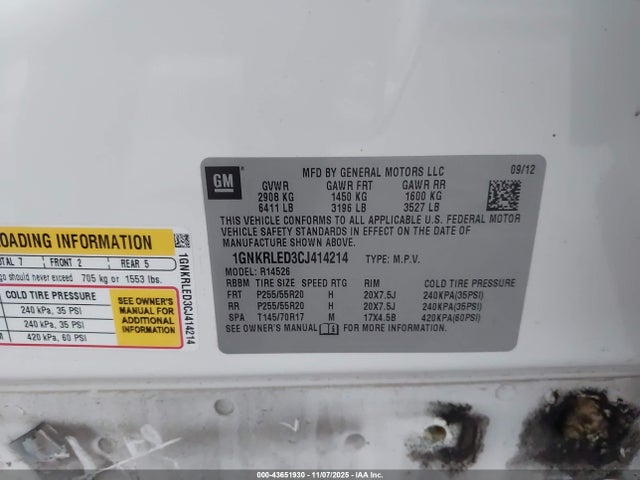 GM
MFD BY GENERAL MOTORS LLC 09/12
GVWR GAWR FRT GAWR RR
2908 KG 1450 KG 1600 KG
6411 LB 3196 LB 3527 LB
THIS VEHICLE CONFORMS TO ALL APPLICABLE U.S. FEDERAL MOTOR
VEHICLE SAFETY STANDARDS IN EFFECT ON THE DATE OF
MANUFACTURE SHOWN ABOVE.
1GNKRLED3CJ414214 TYPE: M.P.V.
MODEL: R14526
RBBM TIRE SIZE SPEED RTG RIM COLD TIRE PRESSURE
FRT P255/55R20 H 20X7.5J 240KPA(35PSI)
RR P255/55R20 H 20X7.5J 240KPA(35PSI)
SPA T145/70R17 M 17X4.5B 420KPA(60PSI)
SEE OWNER'S MANUAL FOR MORE INFORMATION.
OADING INFORMATION
OTAL 7 FRONT 2 REAR 5
go should never exceed 705 kg or 1553 lbs.
COLD TIRE PRESSURE
240 kPa, 35 PSI
240 kPa, 35 PSI
420 kPa, 60 PSI
SEE OWNER'S
MANUAL FOR
ADDITIONAL
INFORMATION
1GNKRLED3CJ414214
000-43651930 - 11/07/2025 - IAA Inc.